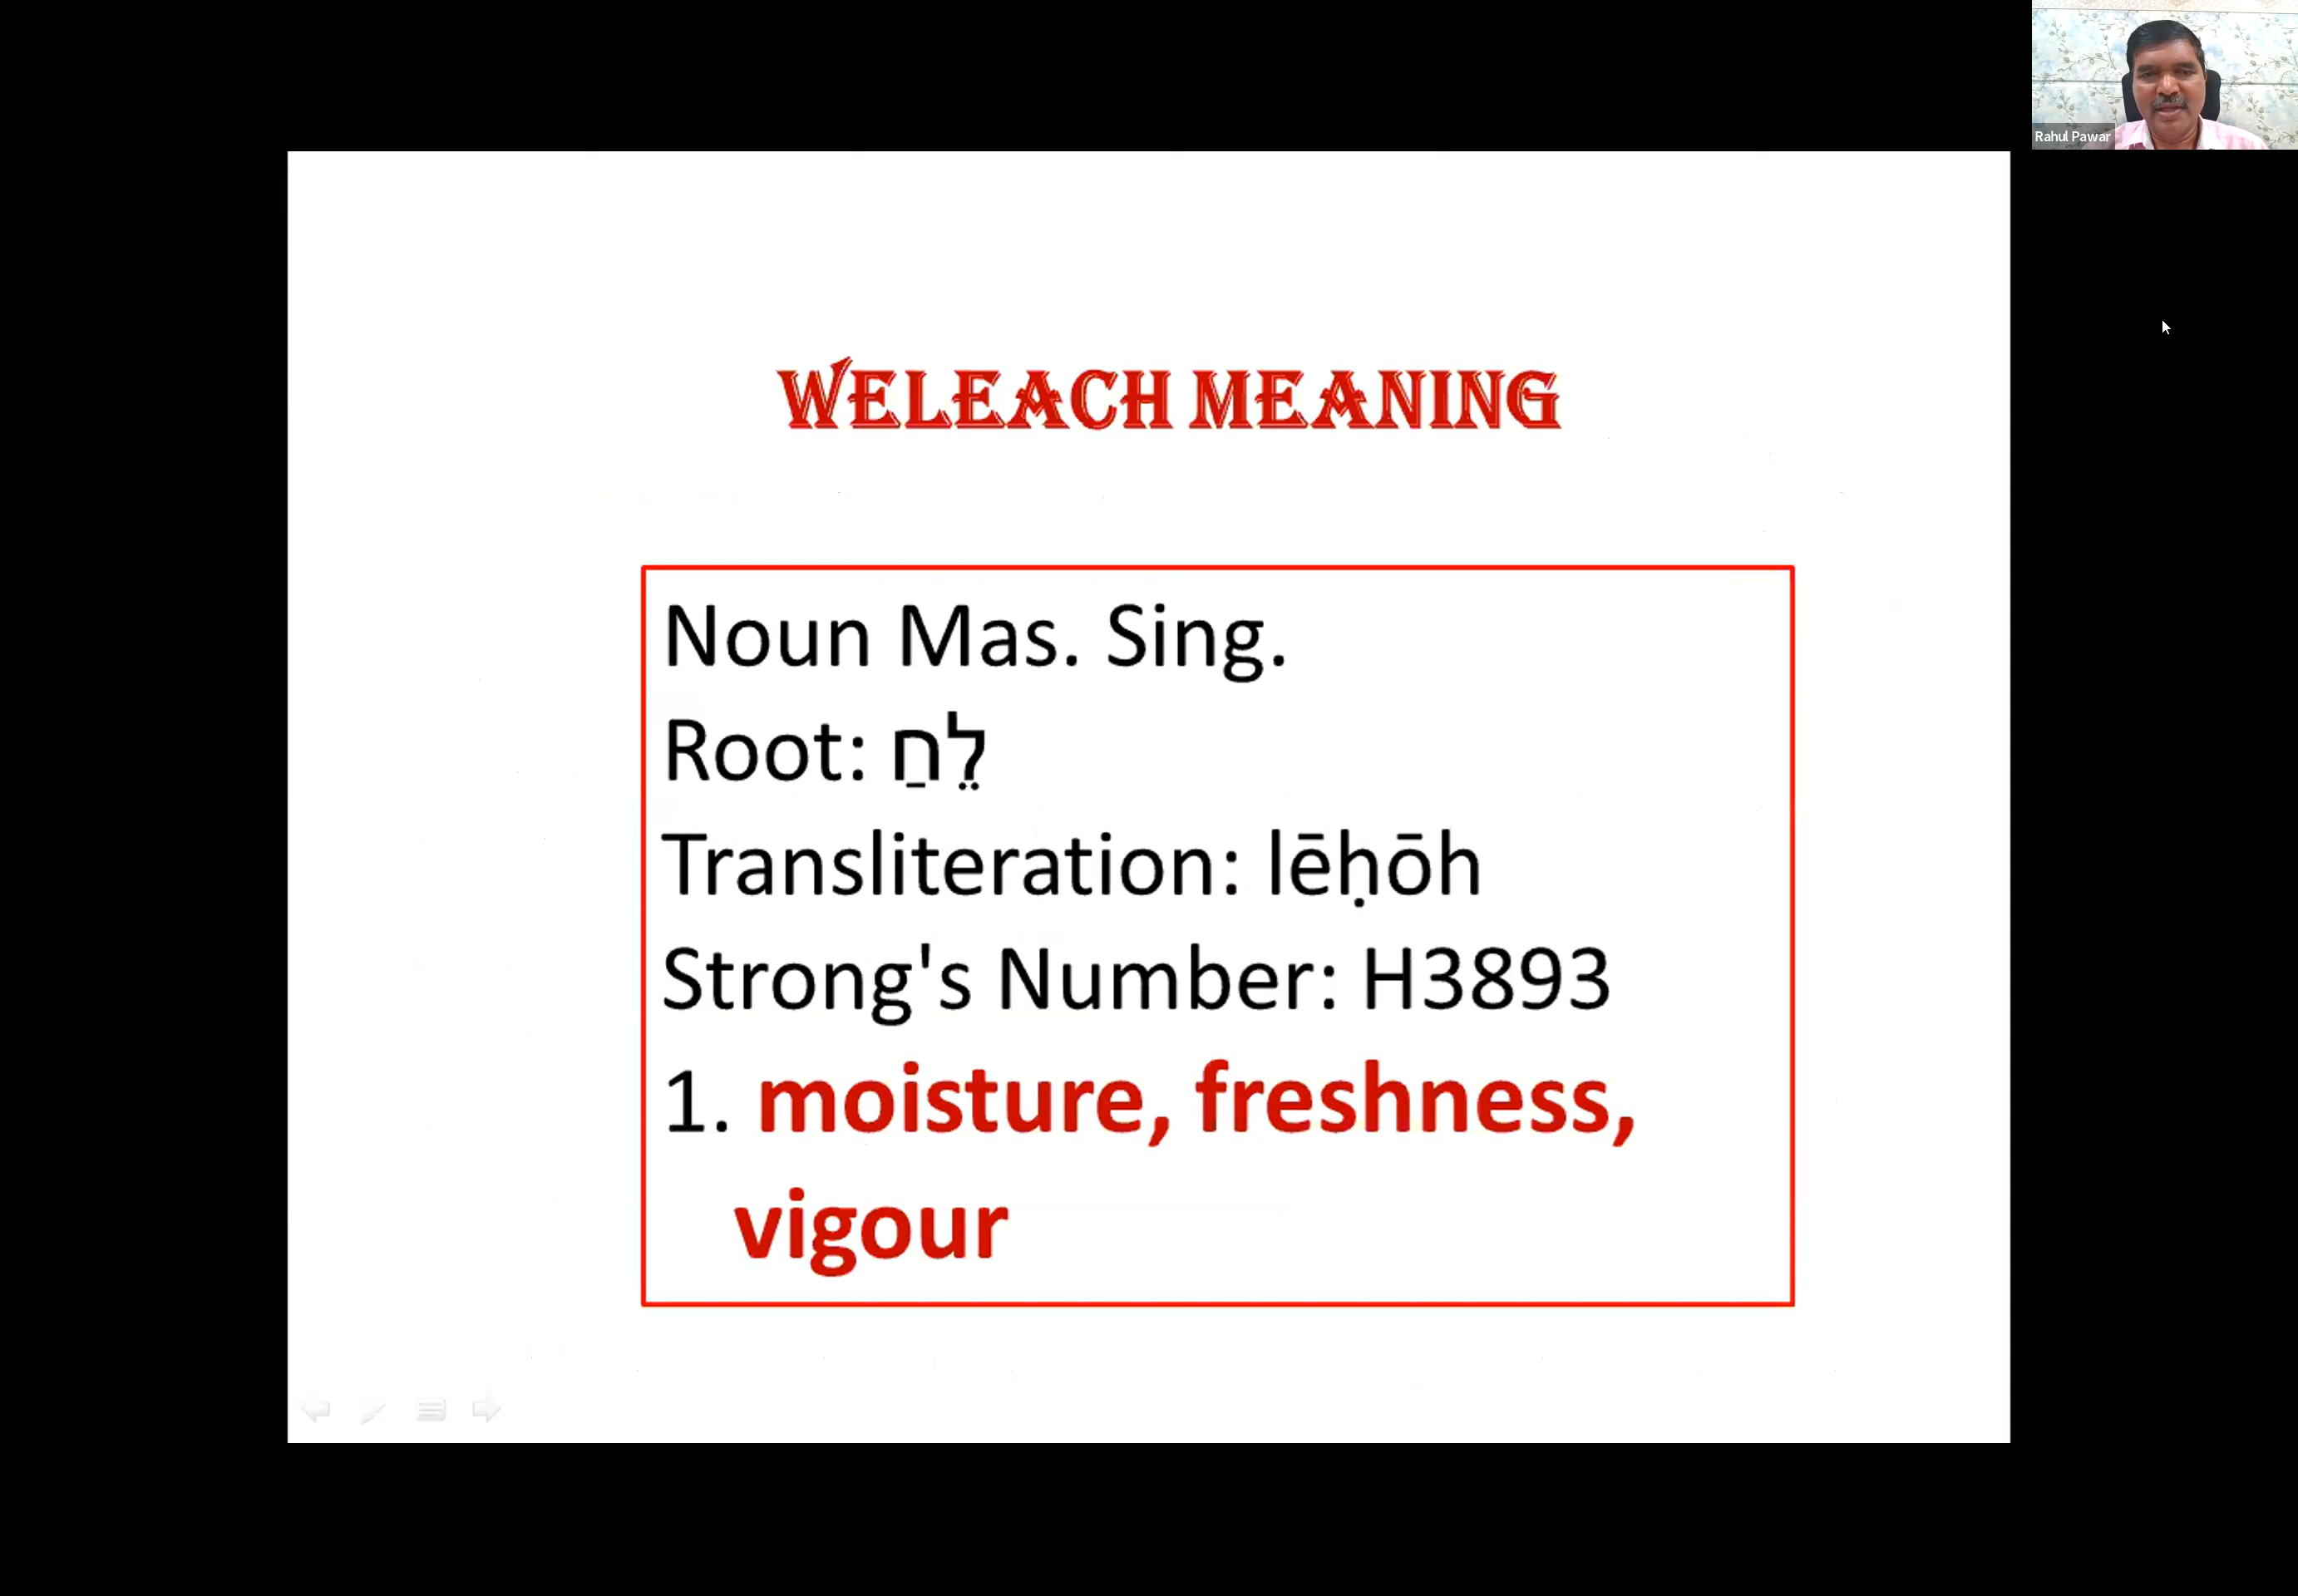 Rahul Pawar
WELEACH MEANING
Noun Mas. Sing.
Root: לֵחַ
Transliteration: lēḥōh
Strong's Number: H3893
1. moisture, freshness,
vigour